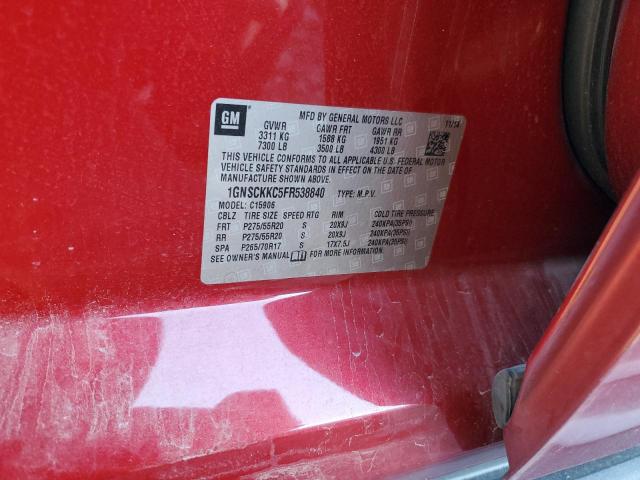 GM
MFD BY GENERAL MOTORS LLC 11/14
GVWR GAWR FRT GAWR RR
3311 KG 1588 KG 1951 KG
7300 LB 3500 LB 4300 LB
THIS VEHICLE CONFORMS TO ALL APPLICABLE U.S. FEDERAL MOTOR
VEHICLE SAFETY STANDARDS IN EFFECT ON THE DATE OF
MANUFACTURE SHOWN ABOVE.
1GNSCKKC5FR538840 TYPE: M.P.V.
MODEL: C15906
CBLZ TIRE SIZE SPEED RTG RIM COLD TIRE PRESSURE
FRT P275/55R20 S 20X9J 240KPA(35PSI)
RR P275/55R20 S 20X9J 240KPA(35PSI)
SPA P265/70R17 S 17X7.5J 240KPA(35PSI)
SEE OWNER'S MANUAL FOR MORE INFORMATION.